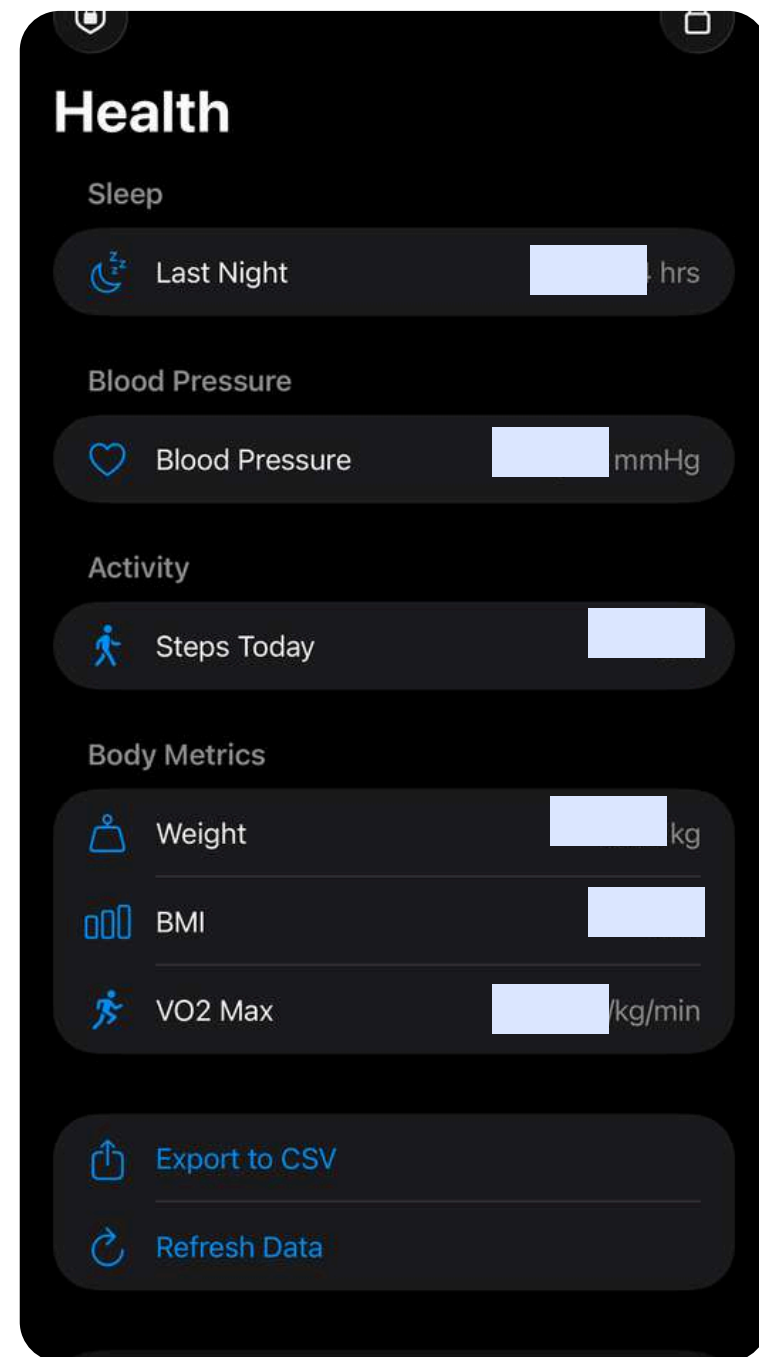 Health
Sleep
Last Night hrs
Blood Pressure
Blood Pressure mmHg
Activity
Steps Today
Body Metrics
Weight kg
BMI
VO2 Max /kg/min
Export to CSV
Refresh Data